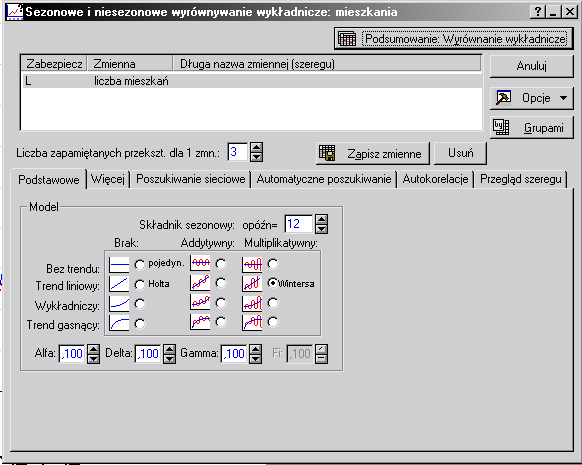 Sezonowe i niesezonowe wyrównywanie wykładnicze: mieszkania
Podsumowanie: Wyrównanie wykładnicze
Zabezpiecz Zmienna Długa nazwa zmiennej (szeregu)
L liczba mieszkań
Anuluj
Opcje
Grupami
Liczba zapamiętanych przekszt. dla 1 zmn.: 3
Zapisz zmienne
Usuń
Podstawowe Więcej Poszukiwanie sieciowe Automatyczne poszukiwanie Autokorelacje Przegląd szeregu
Model
Składnik sezonowy: opóźn= 12
Brak: Addytywny: Multiplikatywny:
Bez trendu: pojedyn.
Trend liniowy: Holta Wintersa
Wykładniczy:
Trend gasnący:
Alfa: ,100 Delta: ,100 Gamma: ,100 Fi: ,100